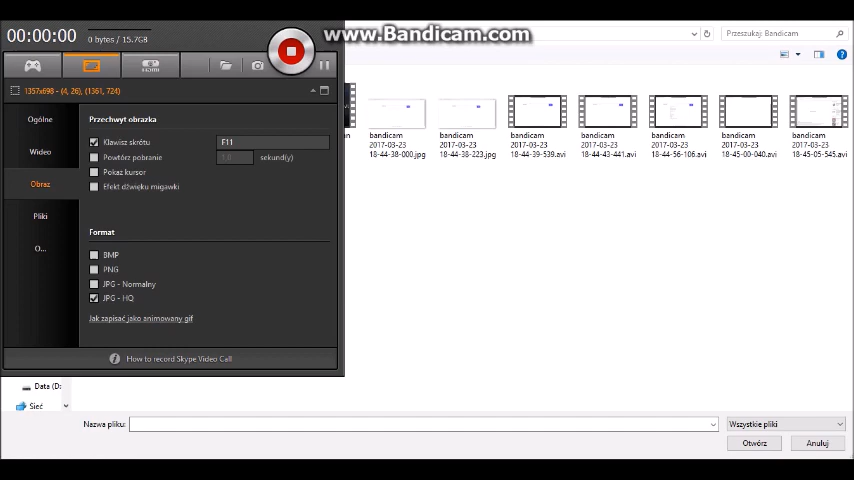 00:00:00
0 bytes / 15.7GB
www.Bandicam.com
Przeszukaj Bandicam
HDMI
1357x698 - (4, 26), (1361, 724)
Ogólne
Wideo
Obraz
Pliki
O...
Przechwyt obrazka
Klawisz skrótu
F11
Powtórz pobranie
1.0
sekund(y)
Pokaz kursor
Efekt dźwięku migawki
Format
BMP
PNG
JPG - Normalny
JPG - HQ
Jak zapisać jako animowany gif
How to record Skype Video Call
bandicam
2017-03-23
18-44-38-000.jpg
bandicam
2017-03-23
18-44-38-223.jpg
bandicam
2017-03-23
18-44-39-539.avi
bandicam
2017-03-23
18-44-43-441.avi
bandicam
2017-03-23
18-44-56-106.avi
bandicam
2017-03-23
18-45-00-040.avi
bandicam
2017-03-23
18-45-05-545.avi
Data (D:
Sieć
Nazwa pliku:
Wszystkie pliki
Otwórz
Anuluj